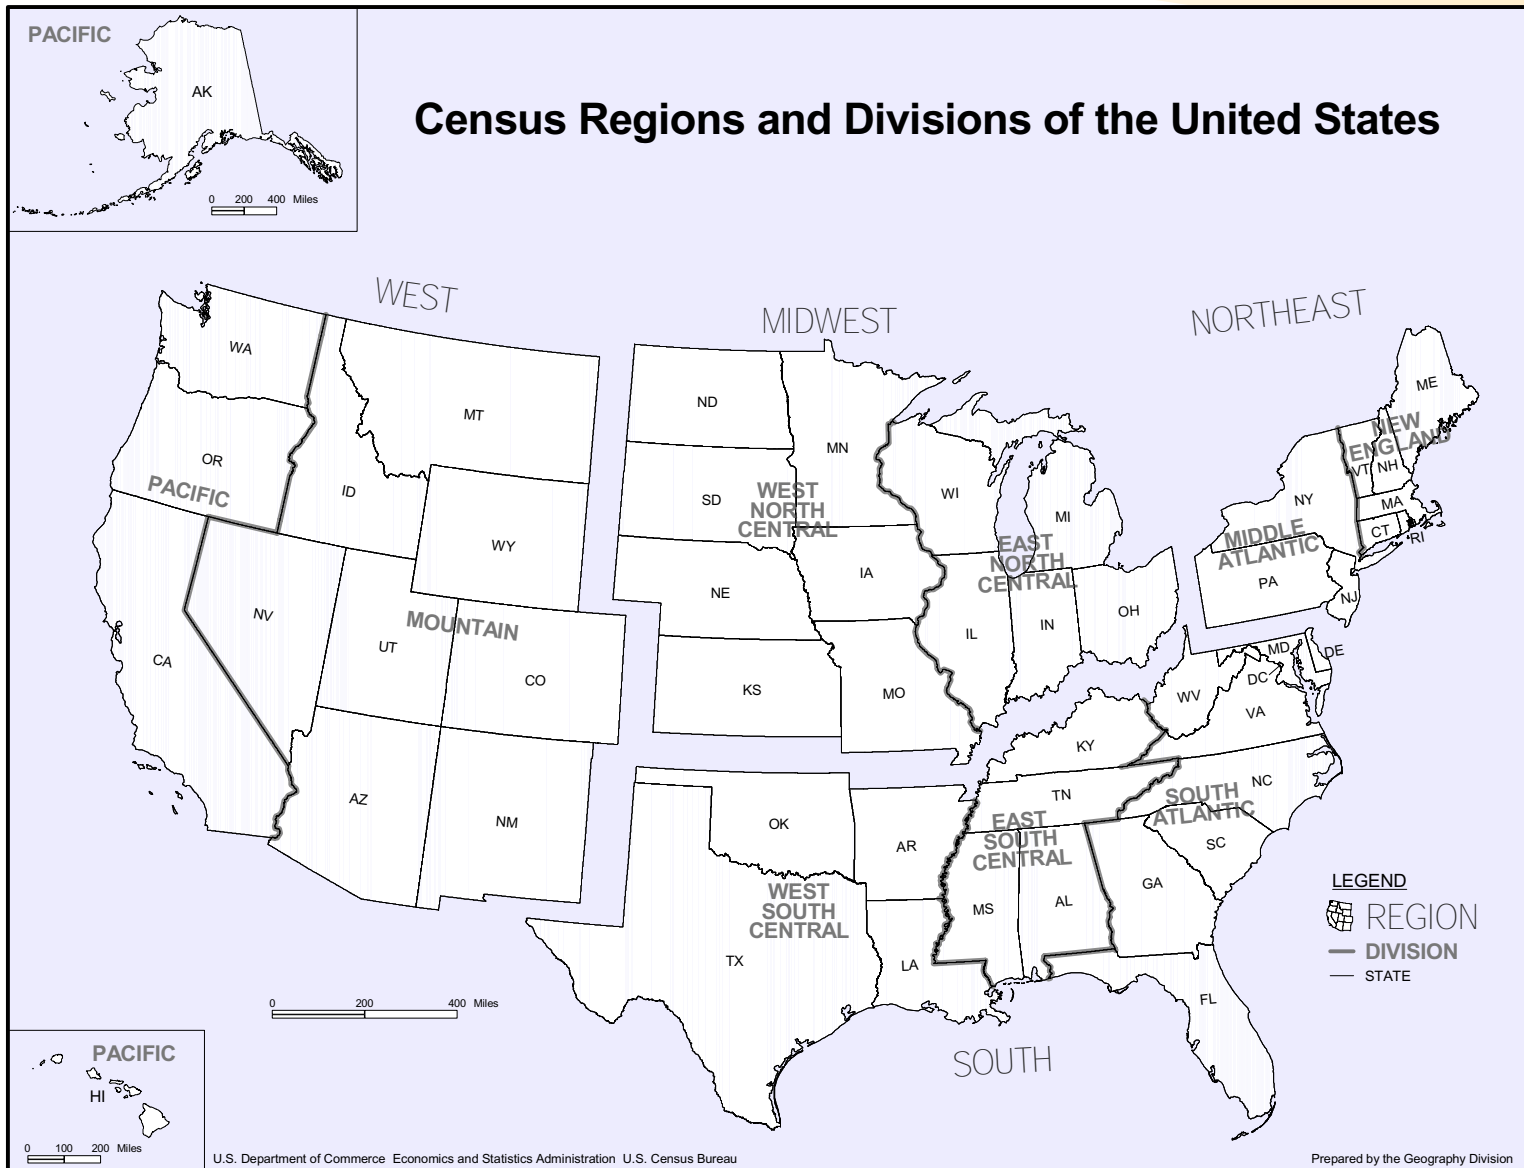 PACIFIC
AK
0 200 400 Miles
Census Regions and Divisions of the United States
WEST
MIDWEST
NORTHEAST
WA
OR
PACIFIC
CA
NV
ID
MT
WY
UT
MOUNTAIN
CO
AZ
NM
ND
SD
NE
KS
MN
IA
MO
WEST
NORTH
CENTRAL
WI
MI
IL
IN
OH
EAST
NORTH
CENTRAL
ME
NEW
ENGLAND
VT
NH
MA
CT
RI
NY
MIDDLE
ATLANTIC
PA
NJ
MD
DE
DC
WV
VA
NC
SOUTH
ATLANTIC
SC
GA
FL
KY
TN
EAST
SOUTH
CENTRAL
MS
AL
OK
AR
WEST
SOUTH
CENTRAL
TX
LA
SOUTH
LEGEND
REGION
DIVISION
STATE
0 200 400 Miles
PACIFIC
HI
0 100 200 Miles
U.S. Department of Commerce Economics and Statistics Administration U.S. Census Bureau
Prepared by the Geography Division